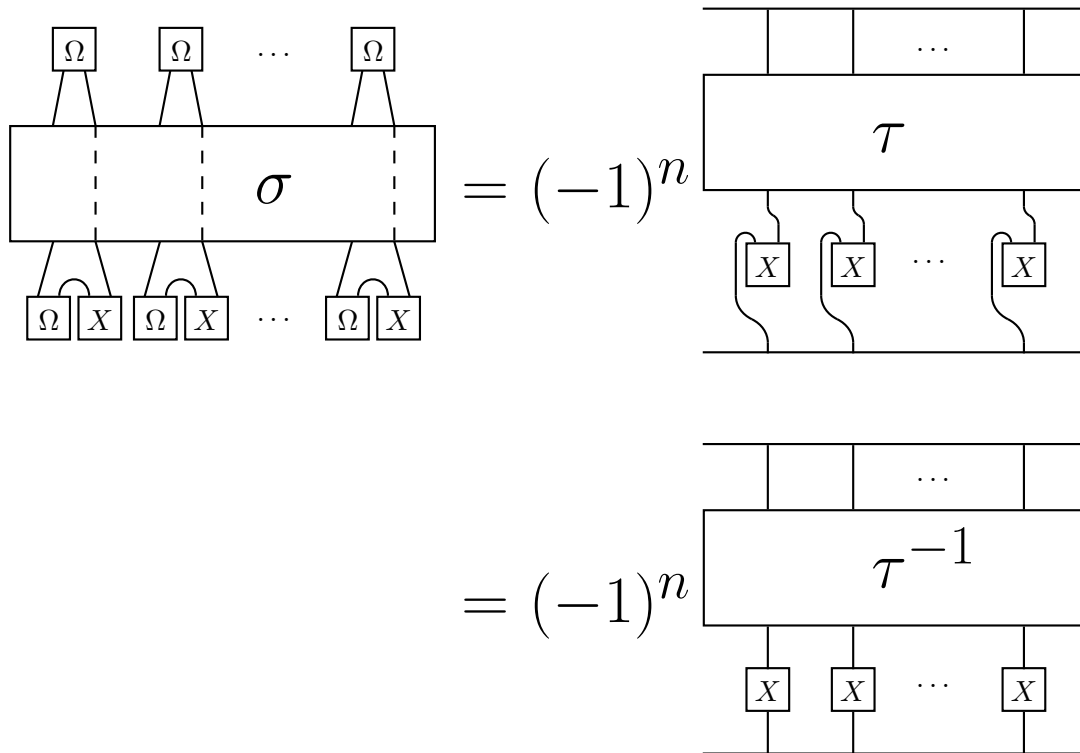 Ω Ω ... Ω
σ
Ω X Ω X ... Ω X
= (−1)^n
...
τ
X X ... X
= (−1)^n
...
τ^{−1}
X X ... X